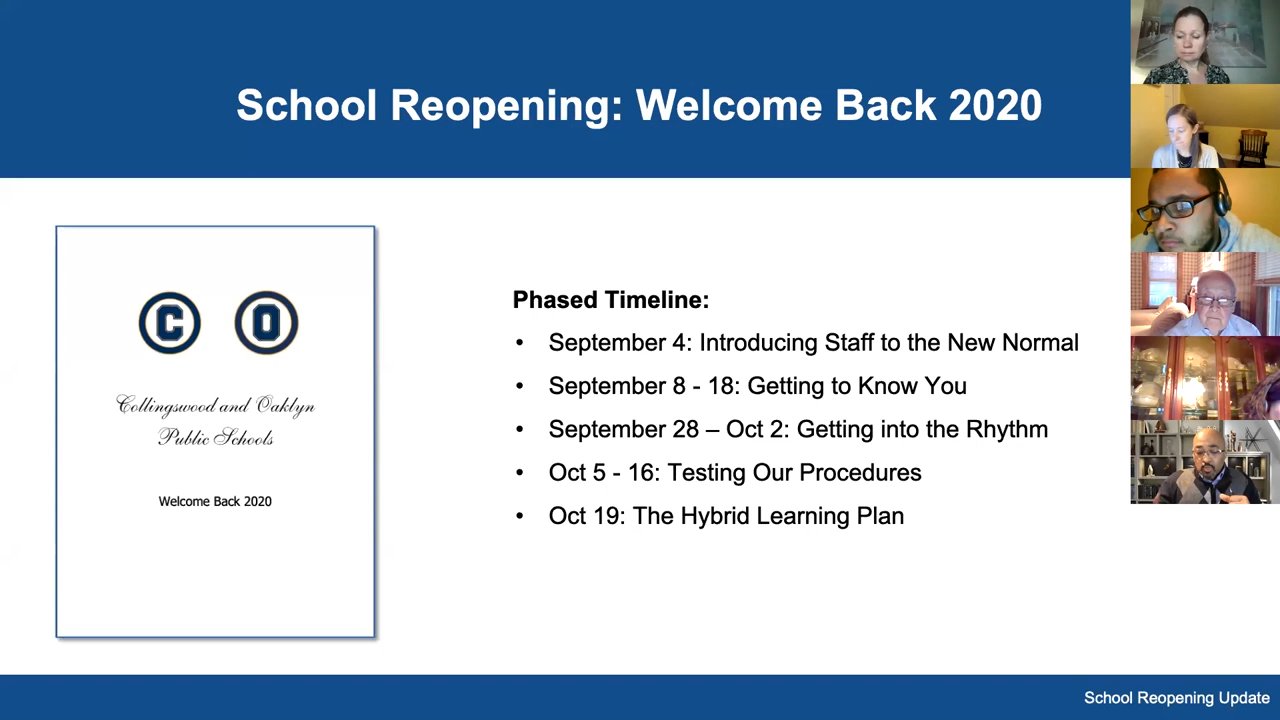 School Reopening: Welcome Back 2020
C O
Collingswood and Oaklyn
Public Schools
Welcome Back 2020
Phased Timeline:
• September 4: Introducing Staff to the New Normal
• September 8 - 18: Getting to Know You
• September 28 – Oct 2: Getting into the Rhythm
• Oct 5 - 16: Testing Our Procedures
• Oct 19: The Hybrid Learning Plan
School Reopening Update